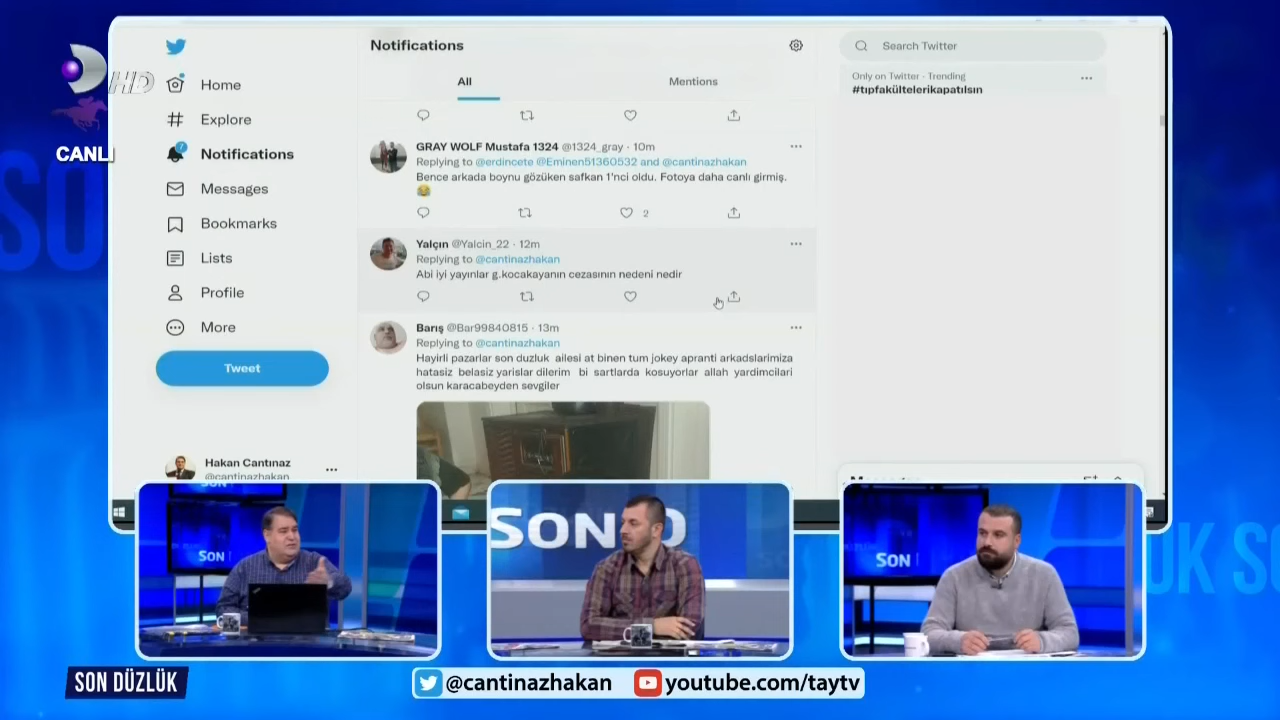 HD
CANLI
Home
Explore
Notifications
Messages
Bookmarks
Lists
Profile
More
Tweet
Hakan Cantınaz
@cantinazhakan
Notifications
All
Mentions
GRAY WOLF Mustafa 1324 @1324_gray · 10m
Replying to @erdincete @Eminen51360532 and @cantinazhakan
Bence arkada boynu gözüken safkan 1'nci oldu. Fotoya daha canlı girmiş.
😂
2
Yalçın @Yalcin_22 · 12m
Replying to @cantinazhakan
Abi iyi yayınlar g.kocakayanın cezasının nedeni nedir
Barış @Bar99840815 · 13m
Replying to @cantinazhakan
Hayirli pazarlar son duzluk ailesi at binen tum jokey apranti arkadslarimiza
hatasiz belasiz yarislar dilerim bi sartlarda kosuyorlar allah yardimcilari
olsun karacabeyden sevgiler
Search Twitter
Only on Twitter · Trending
#tıpfakültelerikapatılsın
SON
SON
SON
SON DÜZLÜK
@cantinazhakan
youtube.com/taytv